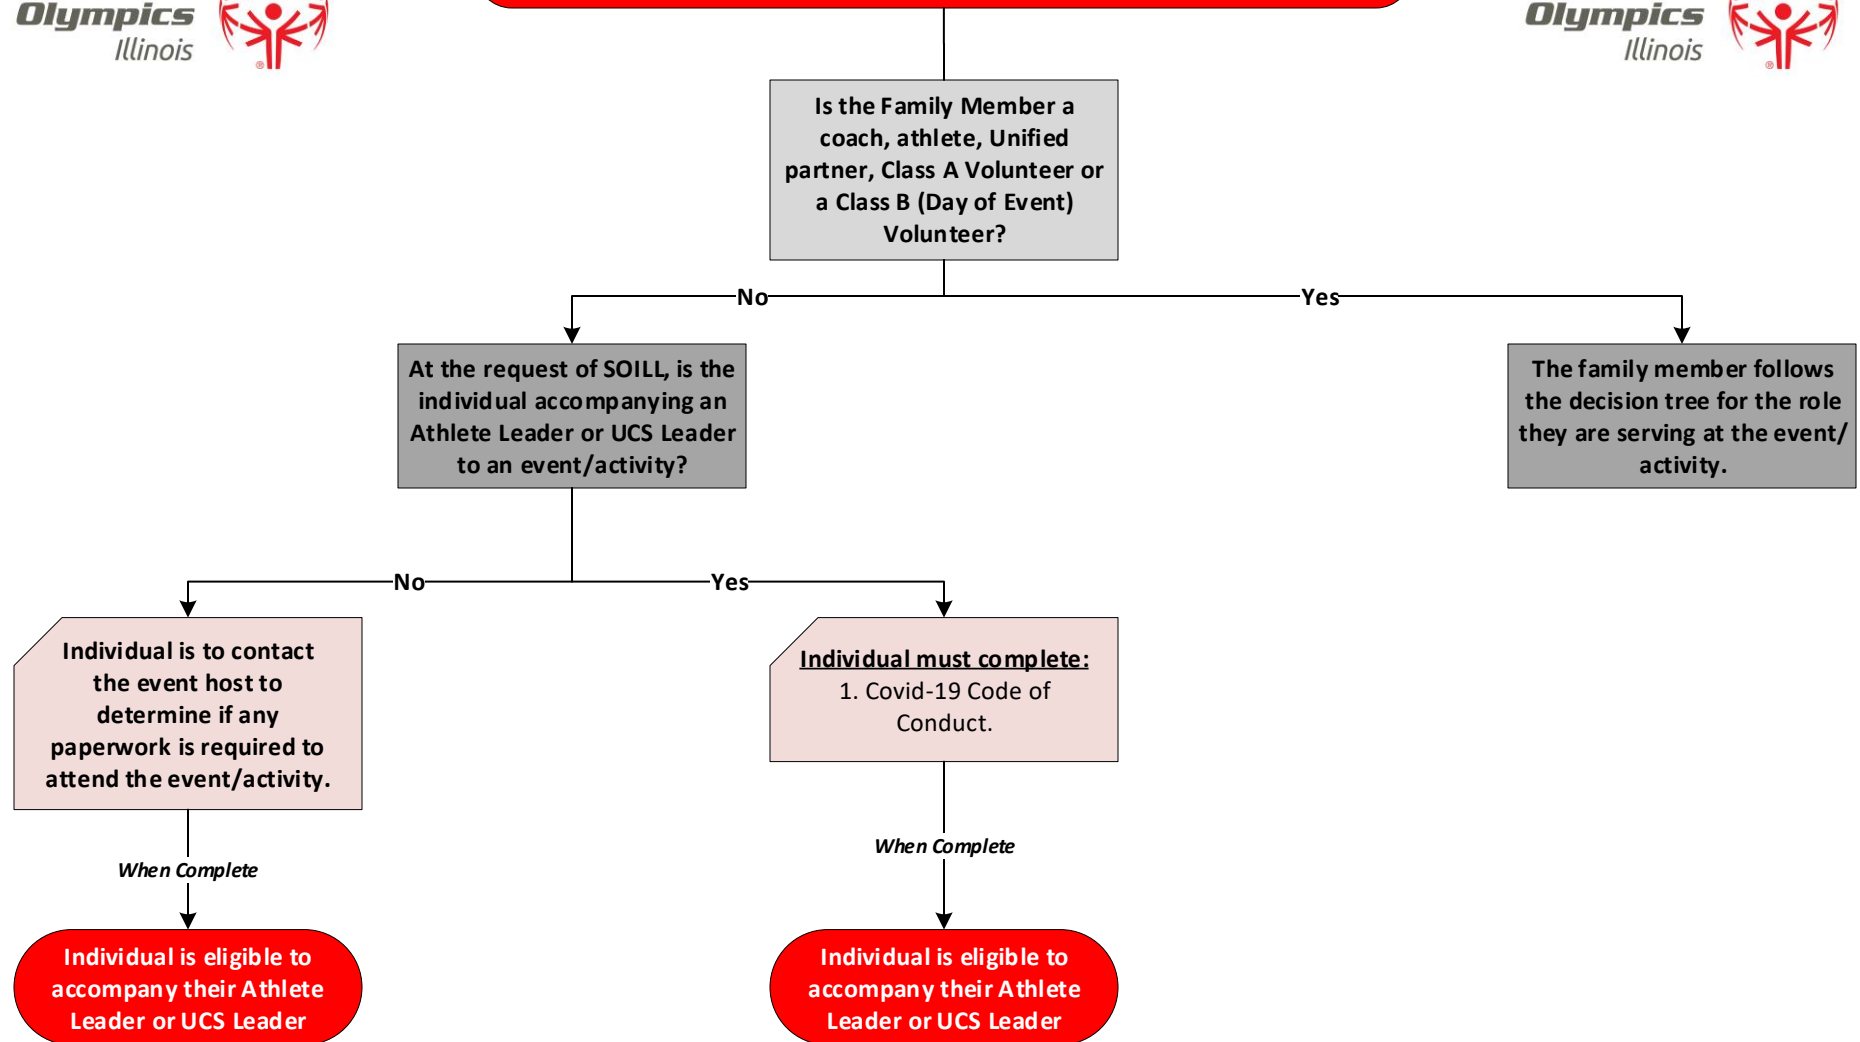 Olympics
Illinois
®
Olympics
Illinois
®
Is the Family Member a
coach, athlete, Unified
partner, Class A Volunteer or
a Class B (Day of Event)
Volunteer?
No
Yes
At the request of SOILL, is the
individual accompanying an
Athlete Leader or UCS Leader
to an event/activity?
The family member follows
the decision tree for the role
they are serving at the event/
activity.
No
Yes
Individual is to contact
the event host to
determine if any
paperwork is required to
attend the event/activity.
Individual must complete:
1. Covid-19 Code of
Conduct.
When Complete
When Complete
Individual is eligible to
accompany their Athlete
Leader or UCS Leader
Individual is eligible to
accompany their Athlete
Leader or UCS Leader